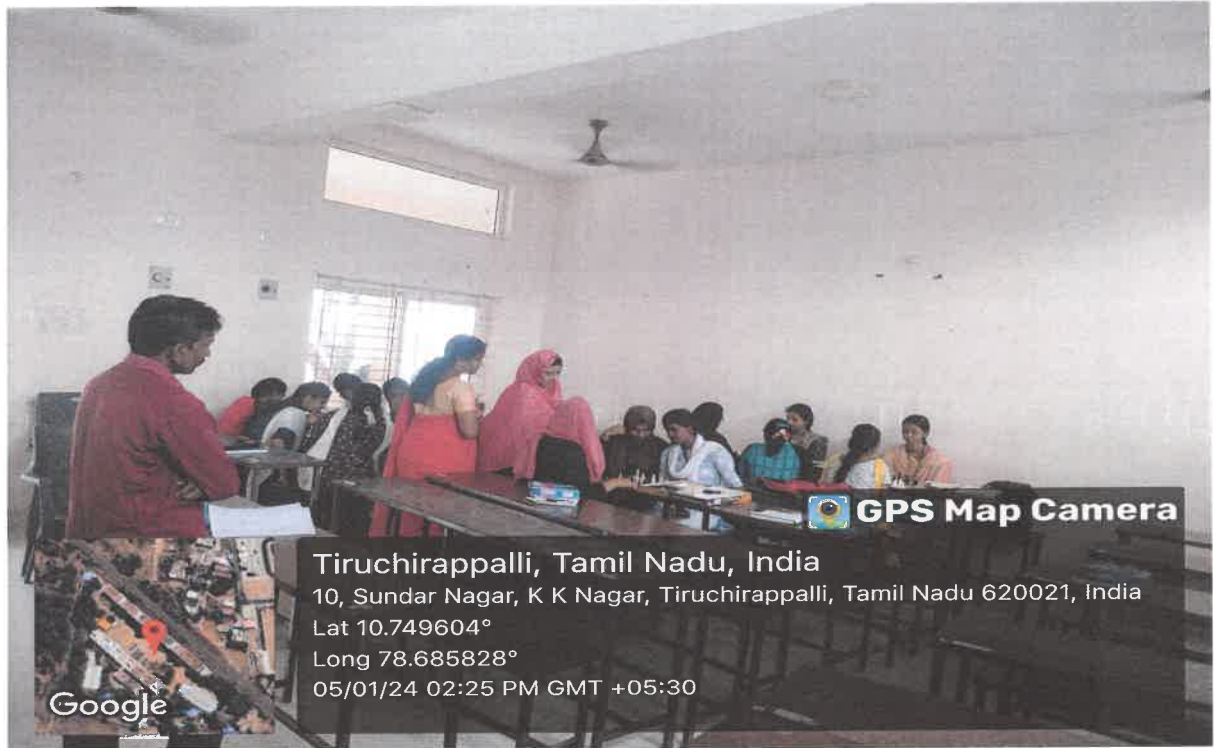 GPS Map Camera
Tiruchirappalli, Tamil Nadu, India
10, Sundar Nagar, K K Nagar, Tiruchirappalli, Tamil Nadu 620021, India
Lat 10.749604°
Long 78.685828°
05/01/24 02:25 PM GMT +05:30
Google